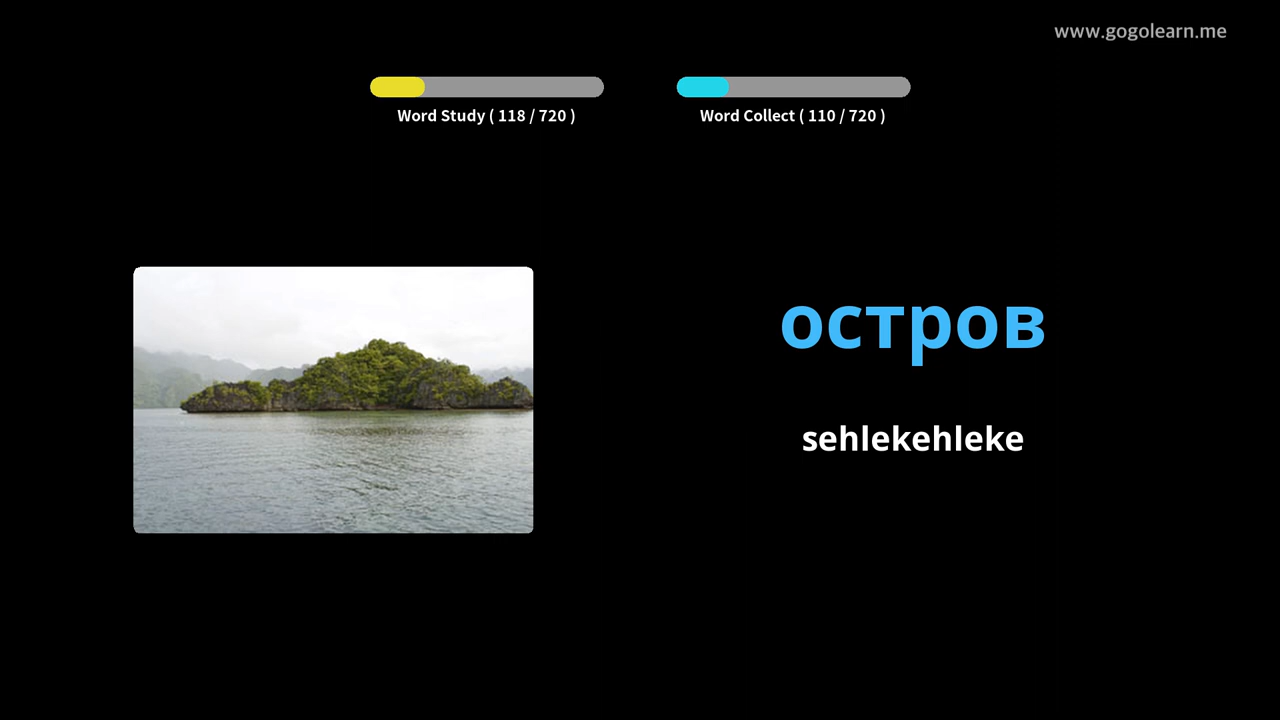 www.gogolearn.me
Word Study ( 118 / 720 )
Word Collect ( 110 / 720 )
остров
sehlekehleke